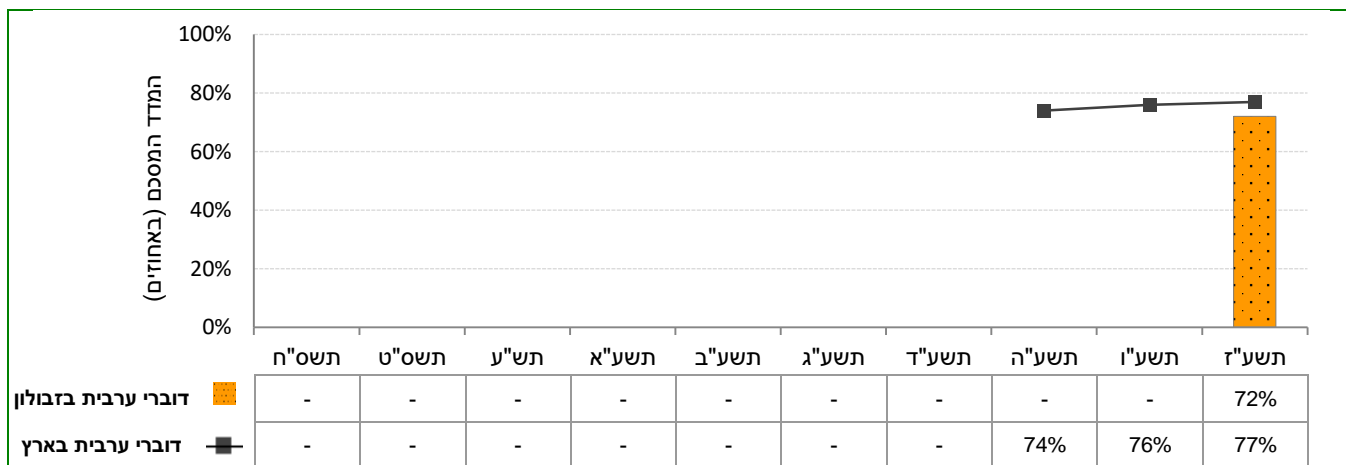 100%
80%
60%
40%
20%
0%
המדד המסכם (באחוזים)
תשס"ח תשס"ט תש"ע תשע"א תשע"ב תשע"ג תשע"ד תשע"ה תשע"ו תשע"ז
דוברי ערבית בזבולון - - - - - - - - - 72%
דוברי ערבית בארץ - - - - - - - 74% 76% 77%